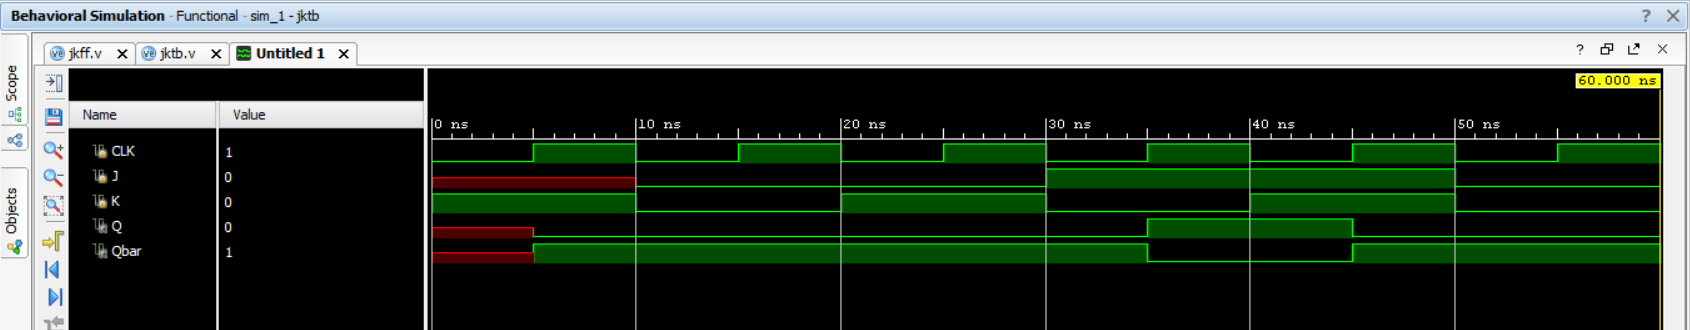 Behavioral Simulation - Functional - sim_1 - jktb ? ×
jkff.v × jktb.v × Untitled 1 × ? ×
Scope
Objects
60.000 ns
Name Value
0 ns 10 ns 20 ns 30 ns 40 ns 50 ns
CLK 1
J 0
K 0
Q 0
Qbar 1